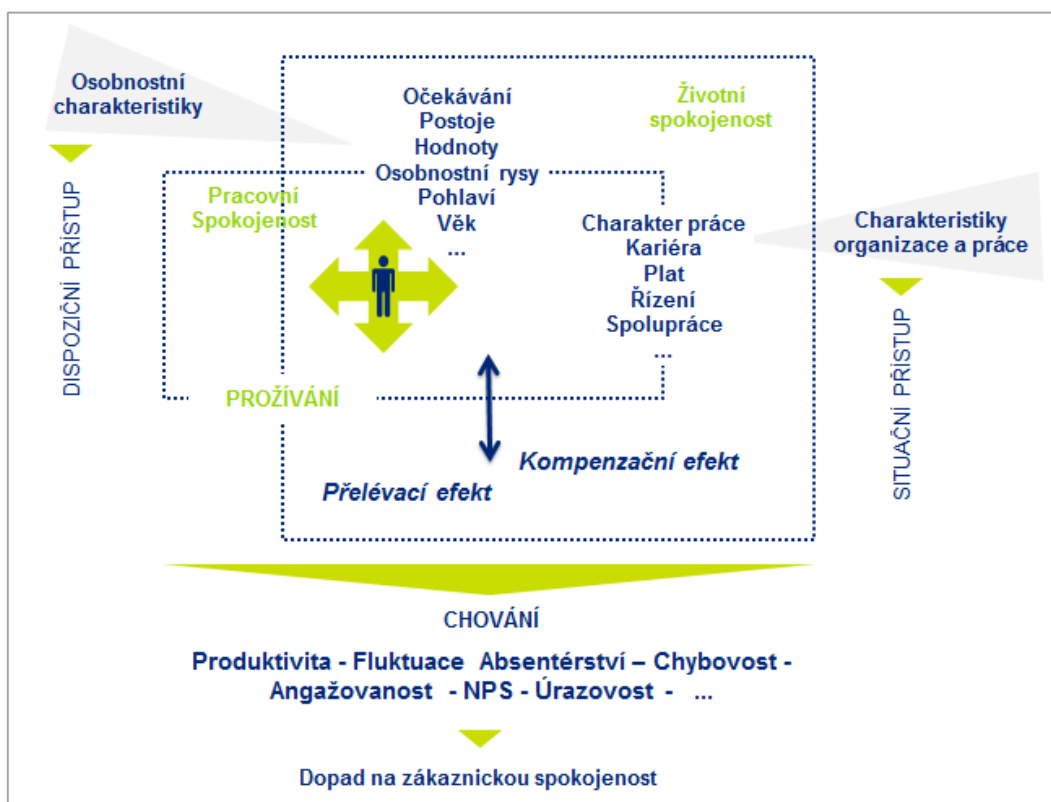 Osobnostní
charakteristiky
DISPOZIČNÍ PŘÍSTUP
Očekávání
Postoje
Hodnoty
Osobnostní rysy
Pohlaví
Věk
...
Životní
spokojenost
Pracovní
Spokojenost
Charakter práce
Kariéra
Plat
Řízení
Spolupráce
...
Charakteristiky
organizace a práce
SITUAČNÍ PŘÍSTUP
PROŽÍVÁNÍ
Kompenzační efekt
Přelévací efekt
CHOVÁNÍ
Produktivita - Fluktuace Absentérství – Chybovost -
Angažovanost - NPS - Úrazovost - ...
Dopad na zákaznickou spokojenost